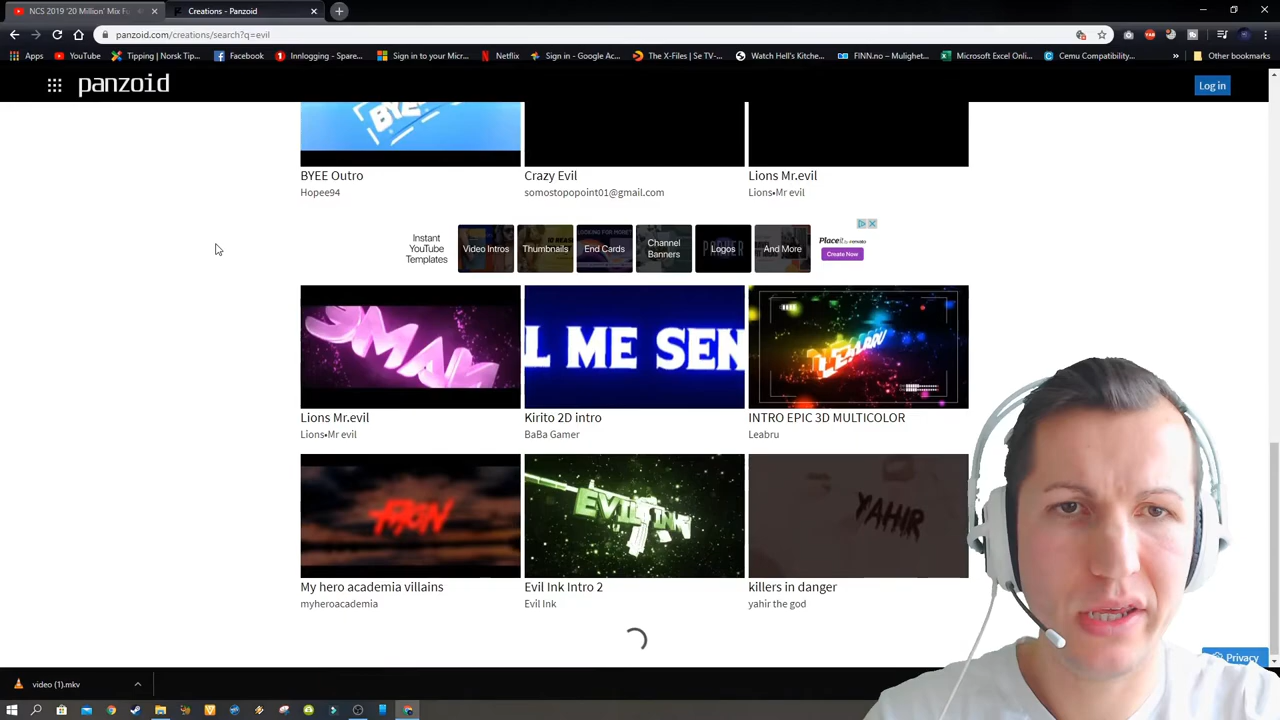 NCS 2019 '20 Million' Mix F
Creations - Panzoid
panzoid.com/creations/search?q=evil
Apps
YouTube
Tipping | Norsk Tip...
Facebook
Innlogging - Spare...
Sign in to your Micr...
Netflix
Sign in - Google Ac...
The X-Files | Se TV-...
Watch Hell's Kitche...
FINN.no – Mulighet...
Microsoft Excel Onli...
Cemu Compatibility...
Other bookmarks
panzoid
Log in
BYEE Outro
Hopee94
Crazy Evil
somostopopoint01@gmail.com
Lions Mr.evil
Lions•Mr evil
Instant
YouTube
Templates
Video Intros
Thumbnails
LOOKING FOR MORE?
End Cards
Channel
Banners
Logos
And More
Placeit
Create Now
L ME SEN
Lions Mr.evil
Lions•Mr evil
Kirito 2D intro
BaBa Gamer
INTRO EPIC 3D MULTICOLOR
Leabru
EVIL INK
YAHIR
My hero academia villains
myheroacademia
Evil Ink Intro 2
Evil Ink
killers in danger
yahir the god
Privacy
video (1).mkv